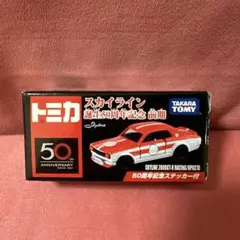 トミカ
スカイライン
誕生50周年記念 前期
Skyline
TAKARA
TOMY
50
ANNIVERSARY
SKYLINE 2000GT-R RACING(KPGC10)
50周年記念ステッカー付